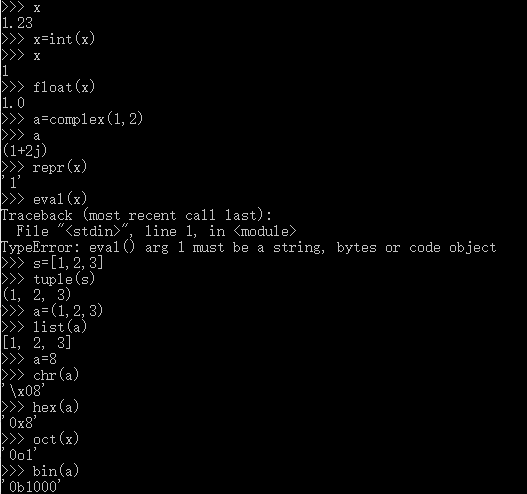 >>> x
1.23
>>> x=int(x)
>>> x
1
>>> float(x)
1.0
>>> a=complex(1,2)
>>> a
(1+2j)
>>> repr(x)
'1'
>>> eval(x)
Traceback (most recent call last):
  File "<stdin>", line 1, in <module>
TypeError: eval() arg 1 must be a string, bytes or code object
>>> s=[1,2,3]
>>> tuple(s)
(1, 2, 3)
>>> a=(1,2,3)
>>> list(a)
[1, 2, 3]
>>> a=8
>>> chr(a)
'\x08'
>>> hex(a)
'0x8'
>>> oct(x)
'0o1'
>>> bin(a)
'0b1000'